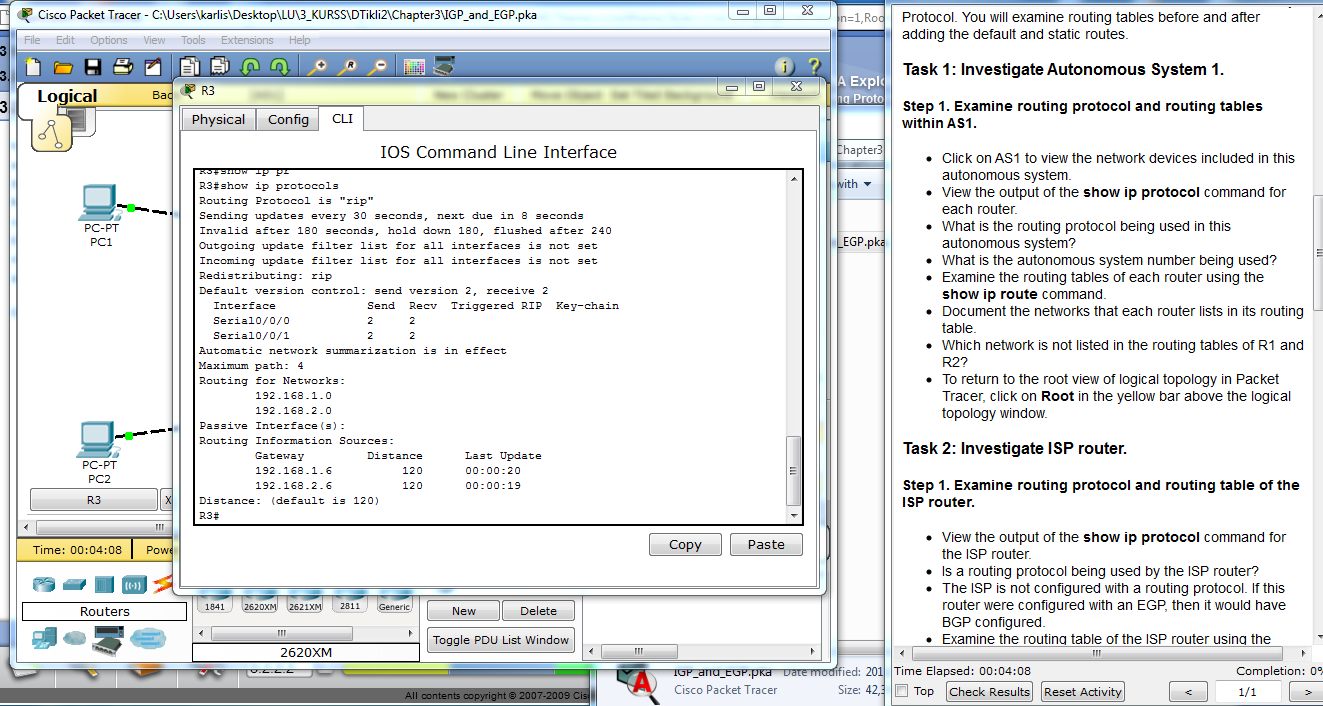 Cisco Packet Tracer - C:\Users\karlis\Desktop\LU\3_KURSS\DTikli2\Chapter3\IGP_and_EGP.pka
File Edit Options View Tools Extensions Help
Logical
R3
Physical Config CLI
IOS Command Line Interface
R3#show ip pr
R3#show ip protocols
Routing Protocol is "rip"
Sending updates every 30 seconds, next due in 8 seconds
Invalid after 180 seconds, hold down 180, flushed after 240
Outgoing update filter list for all interfaces is not set
Incoming update filter list for all interfaces is not set
Redistributing: rip
Default version control: send version 2, receive 2
Interface Send Recv Triggered RIP Key-chain
Serial0/0/0 2 2
Serial0/0/1 2 2
Automatic network summarization is in effect
Maximum path: 4
Routing for Networks:
192.168.1.0
192.168.2.0
Passive Interface(s):
Routing Information Sources:
Gateway Distance Last Update
192.168.1.6 120 00:00:20
192.168.2.6 120 00:00:19
Distance: (default is 120)
R3#
Copy Paste
PC-PT
PC1
PC-PT
PC2
R3
Time: 00:04:08 Powe
Routers
1841 2620XM 2621XM 2811 Generic
2620XM
New Delete
Toggle PDU List Window
All contents copyright © 2007-2009 Cis
IGP_and_EGP.pka Date modified: 201
Cisco Packet Tracer Size: 42,3
Chapter3
with
_EGP.pka
Protocol. You will examine routing tables before and after
adding the default and static routes.
Task 1: Investigate Autonomous System 1.
Step 1. Examine routing protocol and routing tables
within AS1.
Click on AS1 to view the network devices included in this
autonomous system.
View the output of the show ip protocol command for
each router.
What is the routing protocol being used in this
autonomous system?
What is the autonomous system number being used?
Examine the routing tables of each router using the
show ip route command.
Document the networks that each router lists in its routing
table.
Which network is not listed in the routing tables of R1 and
R2?
To return to the root view of logical topology in Packet
Tracer, click on Root in the yellow bar above the logical
topology window.
Task 2: Investigate ISP router.
Step 1. Examine routing protocol and routing table of the
ISP router.
View the output of the show ip protocol command for
the ISP router.
Is a routing protocol being used by the ISP router?
The ISP is not configured with a routing protocol. If this
router were configured with an EGP, then it would have
BGP configured.
Examine the routing table of the ISP router using the
Time Elapsed: 00:04:08 Completion: 0%
Top Check Results Reset Activity < 1/1 >